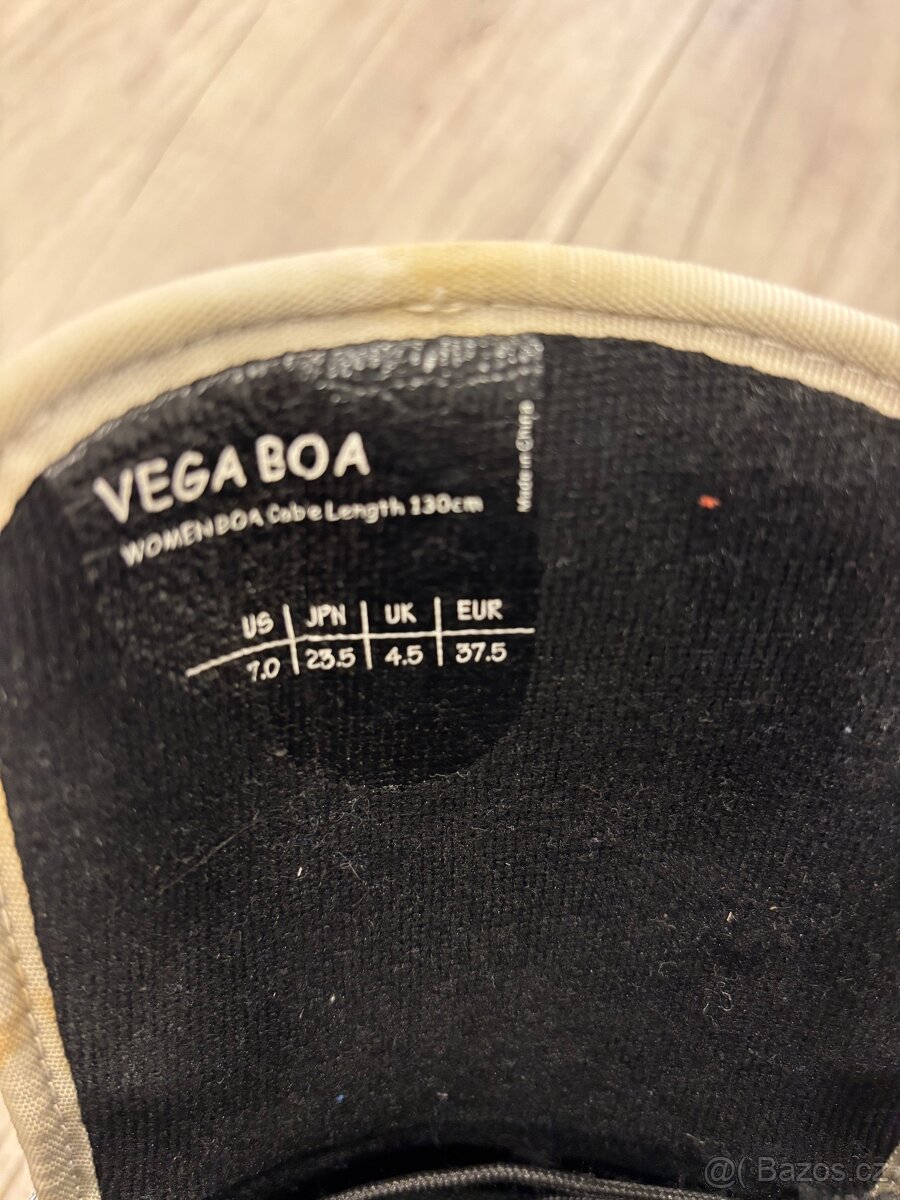 VEGA BOA
WOMEN BOA Cable Length 130cm
Made in China
US JPN UK EUR
7.0 23.5 4.5 37.5
@( Bazos.cz